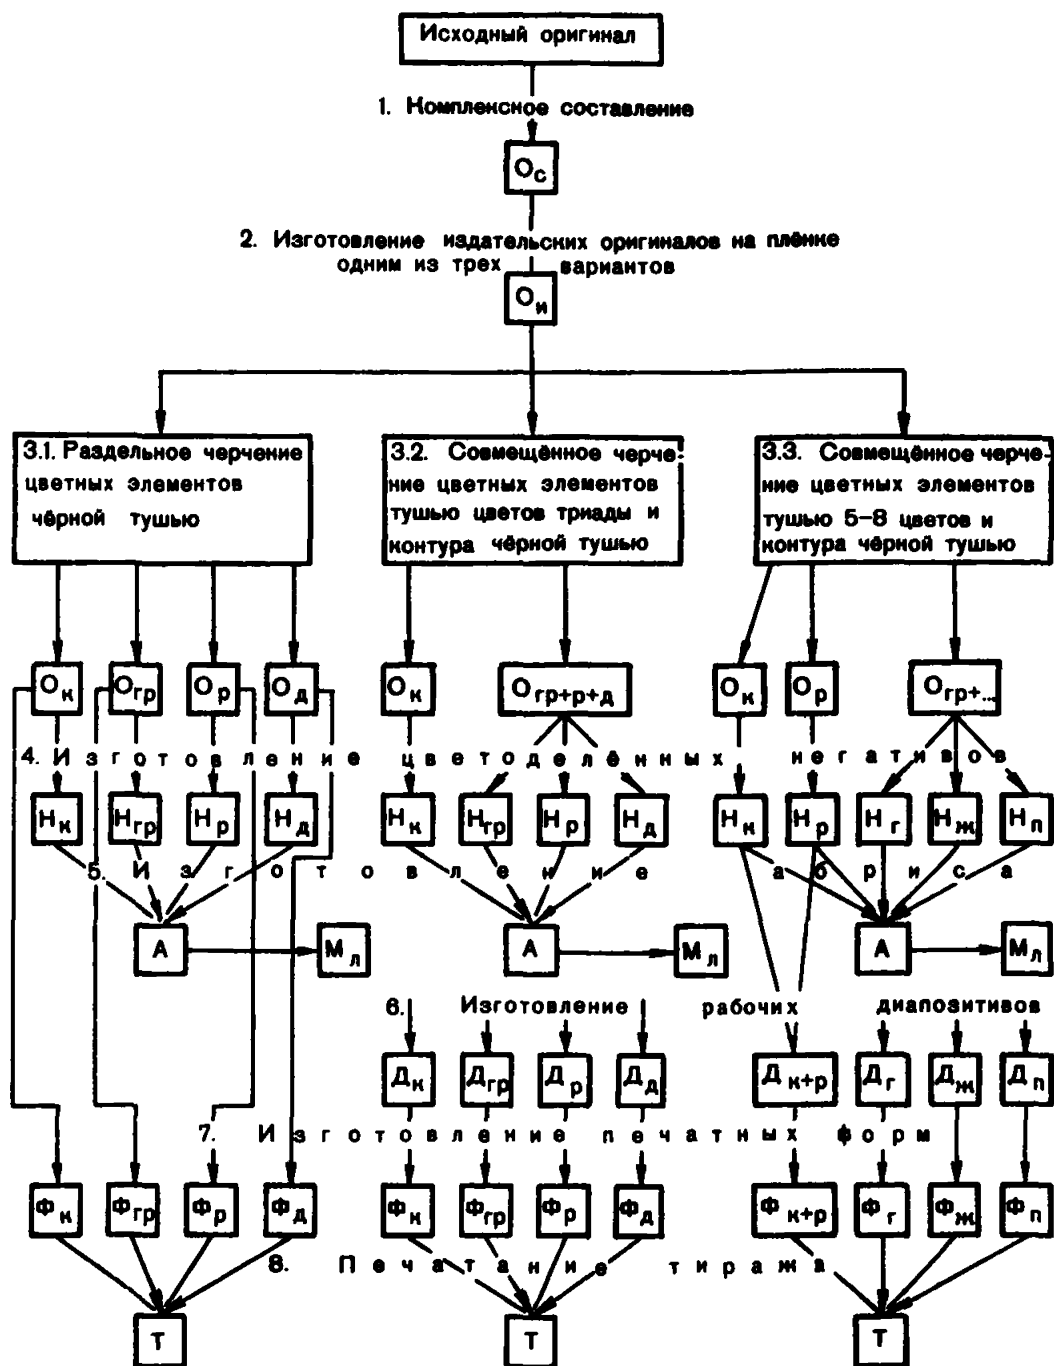 Исходный оригинал
1. Комплексное составление
Ос
2. Изготовление издательских оригиналов на плёнке
одним из трех вариантов
Ои
3.1. Раздельное черчение
цветных элементов
чёрной тушью
3.2. Совмещённое черче-
ние цветных элементов
тушью цветов триады и
контура чёрной тушью
3.3. Совмещённое черче-
ние цветных элементов
тушью 5-8 цветов и
контура чёрной тушью
Ок Огр Ор Од Ок Огр+р+д Ок Ор Огр+...
4. Изготовление цветоделённых негативов
Нк Нгр Нр Нд Нк Нгр Нр Нд Нк Нр Нг Нж Нп
5. Изготовление абриса
А Мл А Мл А Мл
6. Изготовление рабочих диапозитивов
Дк Дгр Др Дд Дк+р Дг Дж Дп
7. Изготовление печатных форм
Фк Фгр Фр Фд Фк Фгр Фр Фд Фк+р Фг Фж Фп
8. Печатание тиража
Т Т Т